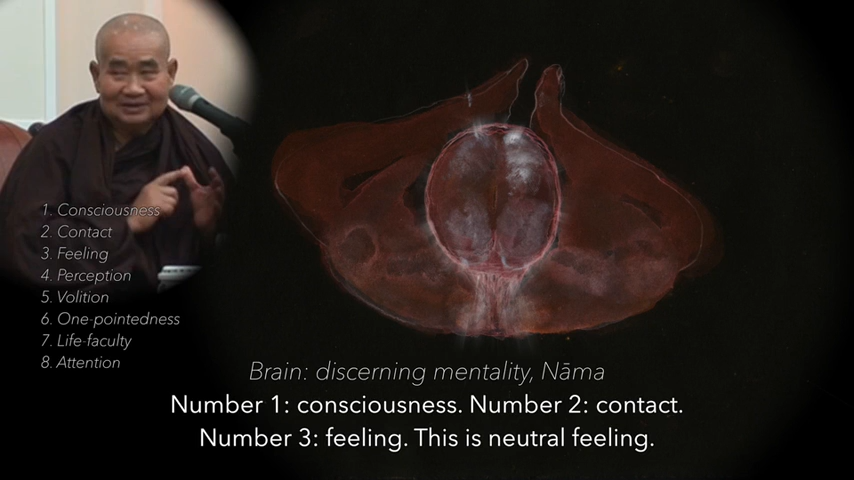 1. Consciousness
2. Contact
3. Feeling
4. Perception
5. Volition
6. One-pointedness
7. Life-faculty
8. Attention
Brain: discerning mentality, Nāma
Number 1: consciousness. Number 2: contact.
Number 3: feeling. This is neutral feeling.